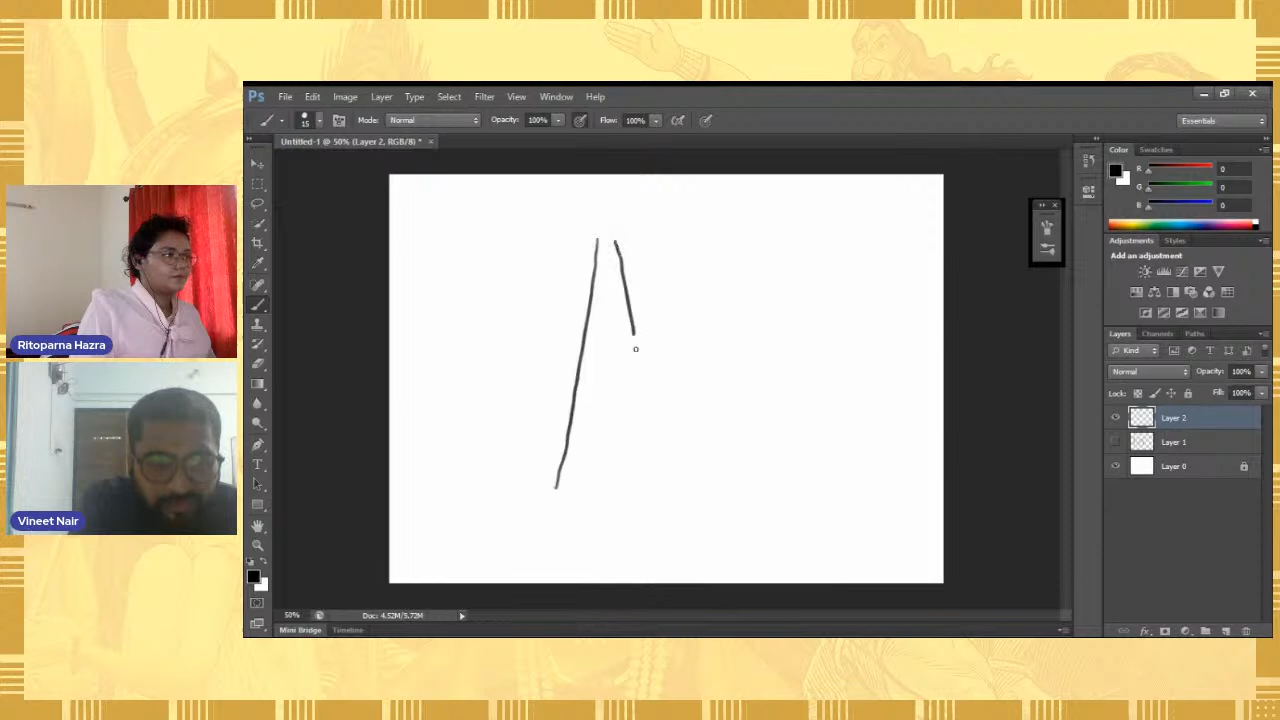 Ps File Edit Image Layer Type Select Filter View Window Help
15 Mode: Normal Opacity: 100% Flow: 100% Essentials
Untitled-1 @ 50% (Layer 2, RGB/8) *
Color Swatches
R 0
G 0
B 0
Adjustments Styles
Add an adjustment
Layers Channels Paths
Kind
Normal Opacity: 100%
Lock: Fill: 100%
Layer 2
Layer 1
Layer 0
Ritoparna Hazra
Vineet Nair
50% Doc: 4.52M/5.72M
Mini Bridge Timeline